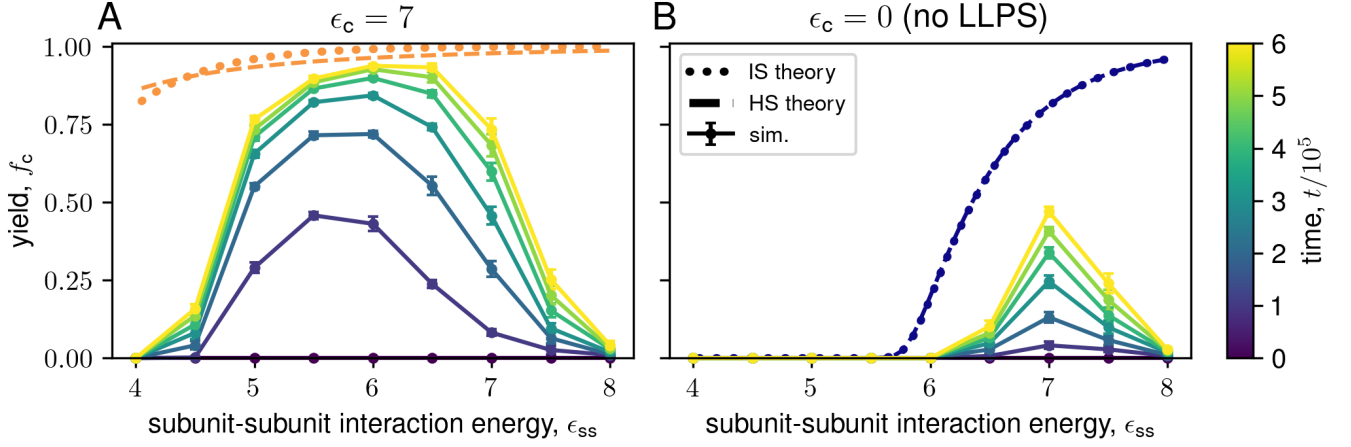 A
ϵc = 7
B
ϵc = 0 (no LLPS)
1.00
0.75
0.50
0.25
0.00
yield, fc
4
5
6
7
8
subunit-subunit interaction energy, ϵss
IS theory
HS theory
sim.
4
5
6
7
8
subunit-subunit interaction energy, ϵss
6
5
4
3
2
1
0
time, t/10^5